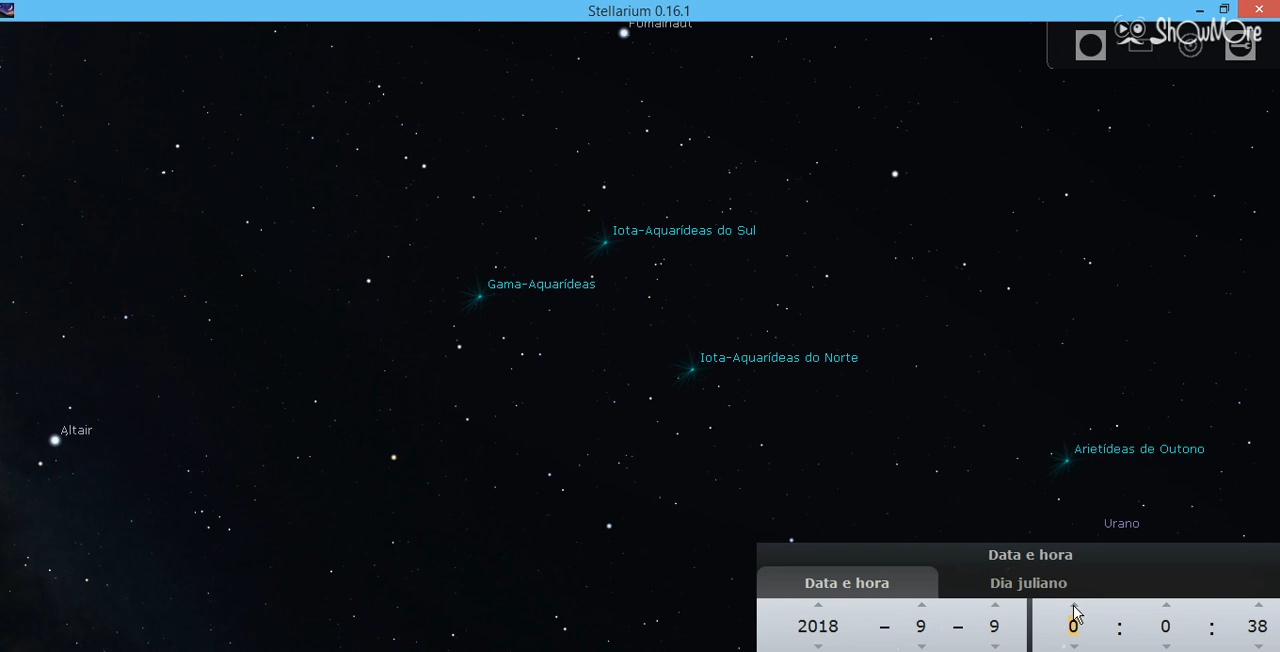 Stellarium 0.16.1
Fomalhaut
ShowMore
Iota-Aquarídeas do Sul
Gama-Aquarídeas
Iota-Aquarídeas do Norte
Altair
Arietídeas de Outono
Urano
Data e hora
Data e hora Dia juliano
2018 - 9 - 9 0 : 0 : 38